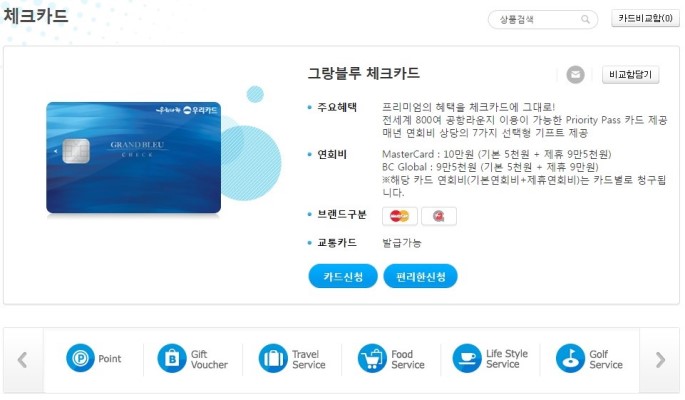 체크카드
상품검색
카드비교함(0)
그랑블루 체크카드
비교함담기
우리카드
GRAND BLEU
CHECK
주요혜택
프리미엄의 혜택을 체크카드에 그대로!
전세계 800여 공항라운지 이용이 가능한 Priority Pass 카드 제공
매년 연회비 상당의 7가지 선택형 기프트 제공
연회비
MasterCard : 10만원 (기본 5천원 + 제휴 9만5천원)
BC Global : 9만5천원 (기본 5천원 + 제휴 9만원)
※해당 카드 연회비(기본연회비+제휴연회비)는 카드별로 청구됩
니다.
브랜드구분
교통카드
발급가능
카드신청
편리한신청
Point
Gift
Voucher
Travel
Service
Food
Service
Life Style
Service
Golf
Service